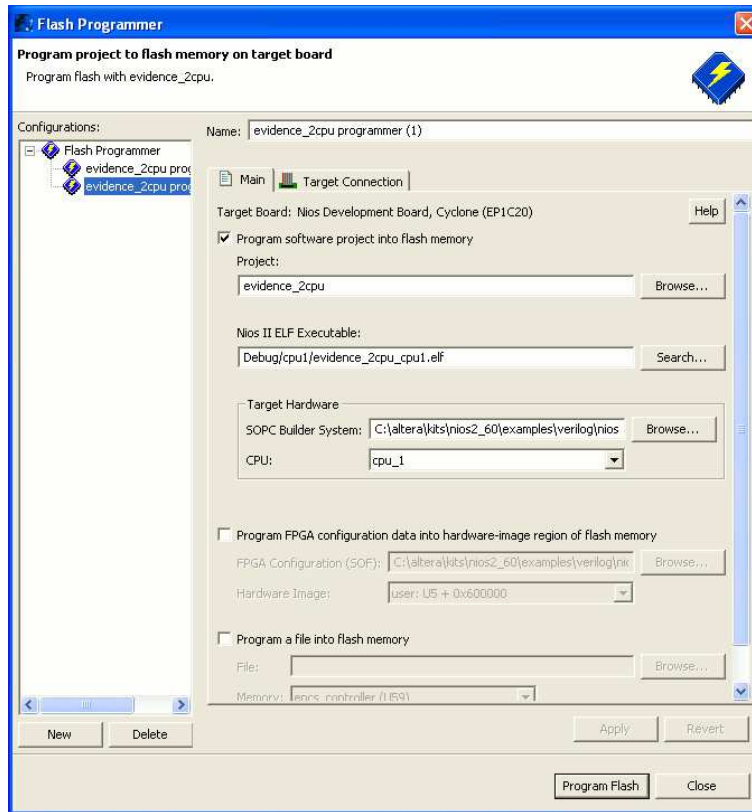 Flash Programmer
Program project to flash memory on target board
Program flash with evidence_2cpu.
Configurations:
Flash Programmer
evidence_2cpu prog
evidence_2cpu prog
New
Delete
Name: evidence_2cpu programmer (1)
Main
Target Connection
Target Board: Nios Development Board, Cyclone (EP1C20)
Help
Program software project into flash memory
Project:
evidence_2cpu
Browse...
Nios II ELF Executable:
Debug/cpu1/evidence_2cpu_cpu1.elf
Search...
Target Hardware
SOPC Builder System: C:\altera\kits\nios2_60\examples\verilog\nios
Browse...
CPU: cpu_1
Program FPGA configuration data into hardware-image region of flash memory
FPGA Configuration (SOF): C:\altera\kits\nios2_60\examples\verilog\nio
Browse...
Hardware Image: user: U5 + 0x600000
Program a file into flash memory
File:
Browse...
Memory: epcs_controller (U59)
Apply
Revert
Program Flash
Close